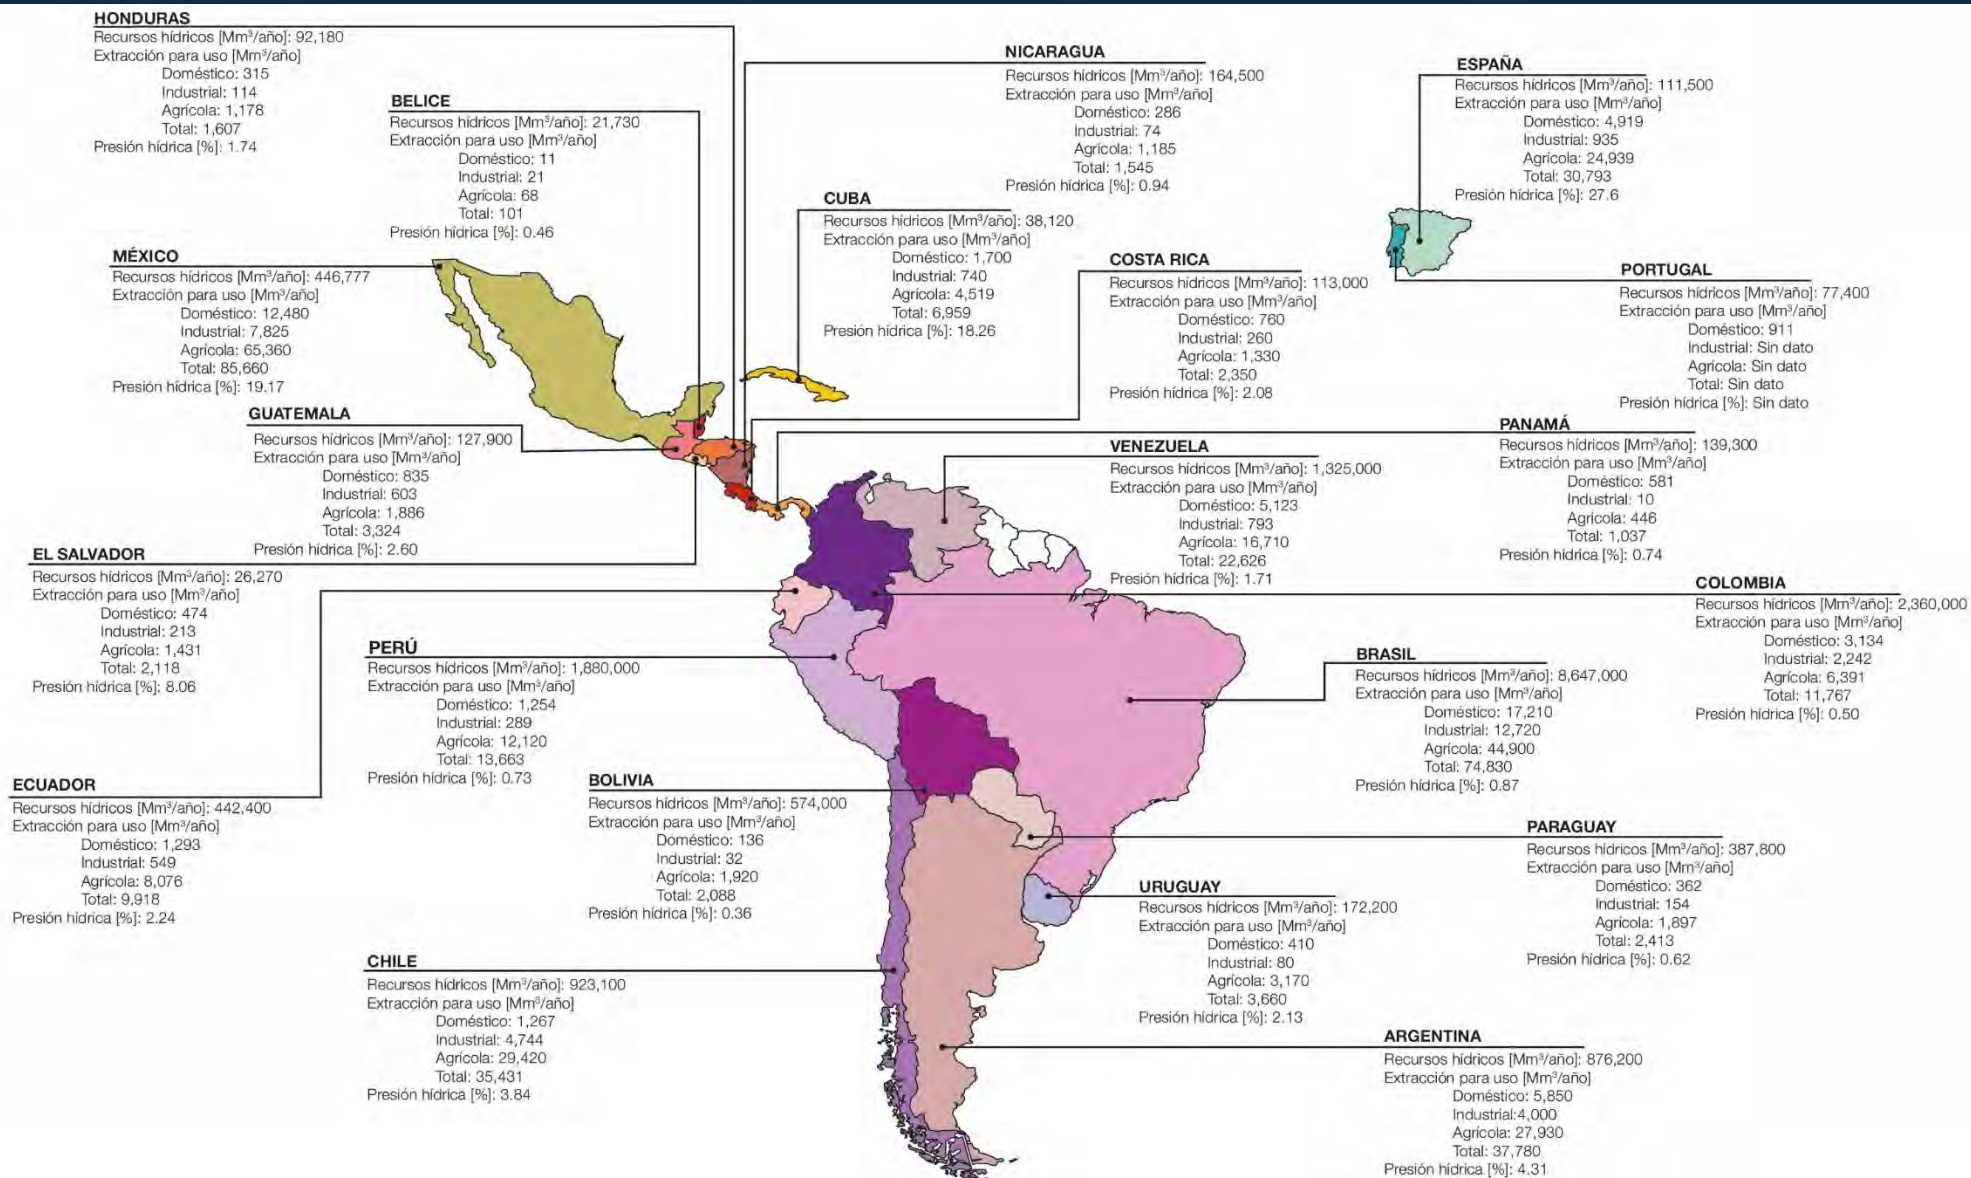 HONDURAS
Recursos hídricos [Mm³/año]: 92,180
Extracción para uso [Mm³/año]
Doméstico: 315
Industrial: 114
Agrícola: 1,178
Total: 1,607
Presión hídrica [%]: 1.74
BELICE
Recursos hídricos [Mm³/año]: 21,730
Extracción para uso [Mm³/año]
Doméstico: 11
Industrial: 21
Agrícola: 68
Total: 101
Presión hídrica [%]: 0.46
NICARAGUA
Recursos hídricos [Mm³/año]: 164,500
Extracción para uso [Mm³/año]
Doméstico: 286
Industrial: 74
Agrícola: 1,185
Total: 1,545
Presión hídrica [%]: 0.94
ESPAÑA
Recursos hídricos [Mm³/año]: 111,500
Extracción para uso [Mm³/año]
Doméstico: 4,919
Industrial: 935
Agrícola: 24,939
Total: 30,793
Presión hídrica [%]: 27.6
CUBA
Recursos hídricos [Mm³/año]: 38,120
Extracción para uso [Mm³/año]
Doméstico: 1,700
Industrial: 740
Agrícola: 4,519
Total: 6,959
Presión hídrica [%]: 18.26
MÉXICO
Recursos hídricos [Mm³/año]: 446,777
Extracción para uso [Mm³/año]
Doméstico: 12,480
Industrial: 7,825
Agrícola: 65,360
Total: 85,660
Presión hídrica [%]: 19.17
COSTA RICA
Recursos hídricos [Mm³/año]: 113,000
Extracción para uso [Mm³/año]
Doméstico: 760
Industrial: 260
Agrícola: 1,330
Total: 2,350
Presión hídrica [%]: 2.08
PORTUGAL
Recursos hídricos [Mm³/año]: 77,400
Extracción para uso [Mm³/año]
Doméstico: 911
Industrial: Sin dato
Agrícola: Sin dato
Total: Sin dato
Presión hídrica [%]: Sin dato
GUATEMALA
Recursos hídricos [Mm³/año]: 127,900
Extracción para uso [Mm³/año]
Doméstico: 835
Industrial: 603
Agrícola: 1,886
Total: 3,324
Presión hídrica [%]: 2.60
PANAMÁ
Recursos hídricos [Mm³/año]: 139,300
Extracción para uso [Mm³/año]
Doméstico: 581
Industrial: 10
Agrícola: 446
Total: 1,037
Presión hídrica [%]: 0.74
VENEZUELA
Recursos hídricos [Mm³/año]: 1,325,000
Extracción para uso [Mm³/año]
Doméstico: 5,123
Industrial: 793
Agrícola: 16,710
Total: 22,626
Presión hídrica [%]: 1.71
EL SALVADOR
Recursos hídricos [Mm³/año]: 26,270
Extracción para uso [Mm³/año]
Doméstico: 474
Industrial: 213
Agrícola: 1,431
Total: 2,118
Presión hídrica [%]: 8.06
COLOMBIA
Recursos hídricos [Mm³/año]: 2,360,000
Extracción para uso [Mm³/año]
Doméstico: 3,134
Industrial: 2,242
Agrícola: 6,391
Total: 11,767
Presión hídrica [%]: 0.50
PERÚ
Recursos hídricos [Mm³/año]: 1,880,000
Extracción para uso [Mm³/año]
Doméstico: 1,254
Industrial: 289
Agrícola: 12,120
Total: 13,663
Presión hídrica [%]: 0.73
BRASIL
Recursos hídricos [Mm³/año]: 8,647,000
Extracción para uso [Mm³/año]
Doméstico: 17,210
Industrial: 12,720
Agrícola: 44,900
Total: 74,830
Presión hídrica [%]: 0.87
ECUADOR
Recursos hídricos [Mm³/año]: 442,400
Extracción para uso [Mm³/año]
Doméstico: 1,293
Industrial: 549
Agrícola: 8,076
Total: 9,918
Presión hídrica [%]: 2.24
BOLIVIA
Recursos hídricos [Mm³/año]: 574,000
Extracción para uso [Mm³/año]
Doméstico: 136
Industrial: 32
Agrícola: 1,920
Total: 2,088
Presión hídrica [%]: 0.36
PARAGUAY
Recursos hídricos [Mm³/año]: 387,800
Extracción para uso [Mm³/año]
Doméstico: 362
Industrial: 154
Agrícola: 1,897
Total: 2,413
Presión hídrica [%]: 0.62
URUGUAY
Recursos hídricos [Mm³/año]: 172,200
Extracción para uso [Mm³/año]
Doméstico: 410
Industrial: 80
Agrícola: 3,170
Total: 3,660
Presión hídrica [%]: 2.13
CHILE
Recursos hídricos [Mm³/año]: 923,100
Extracción para uso [Mm³/año]
Doméstico: 1,267
Industrial: 4,744
Agrícola: 29,420
Total: 35,431
Presión hídrica [%]: 3.84
ARGENTINA
Recursos hídricos [Mm³/año]: 876,200
Extracción para uso [Mm³/año]
Doméstico: 5,850
Industrial:4,000
Agrícola: 27,930
Total: 37,780
Presión hídrica [%]: 4.31